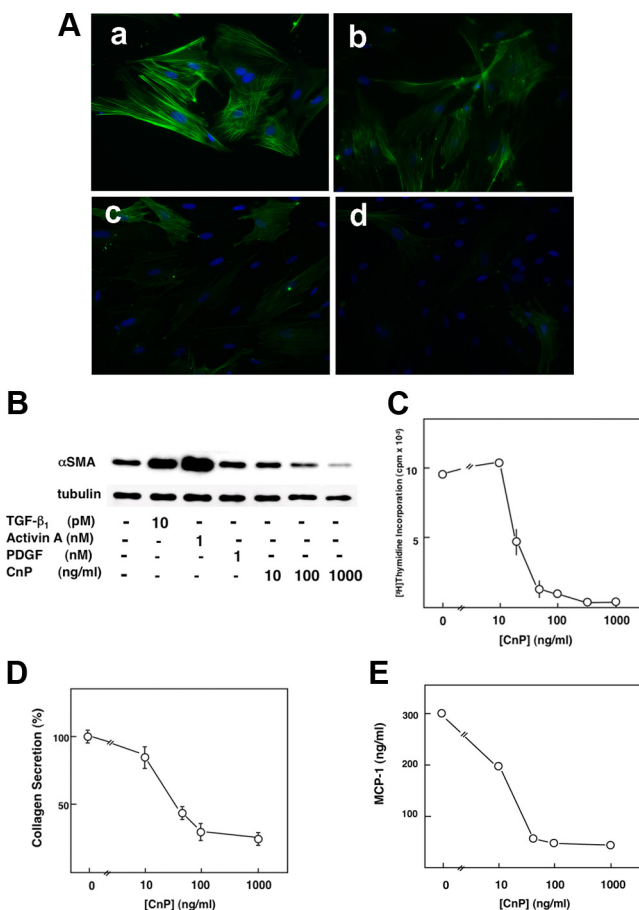 A
a
b
c
d
B
αSMA
tubulin
TGF-β₁ (pM) - 10 - - - - -
Activin A (nM) - - 1 - - - -
PDGF (nM) - - - 1 - - -
CnP (ng/ml) - - - - 10 100 1000
C
[³H]Thymidine Incorporation (cpm x 10⁻³)
10
5
0 10 100 1000
[CnP] (ng/ml)
D
Collagen Secretion (%)
100
50
0 10 100 1000
[CnP] (ng/ml)
E
MCP-1 (ng/ml)
300
200
100
0 10 100 1000
[CnP] (ng/ml)